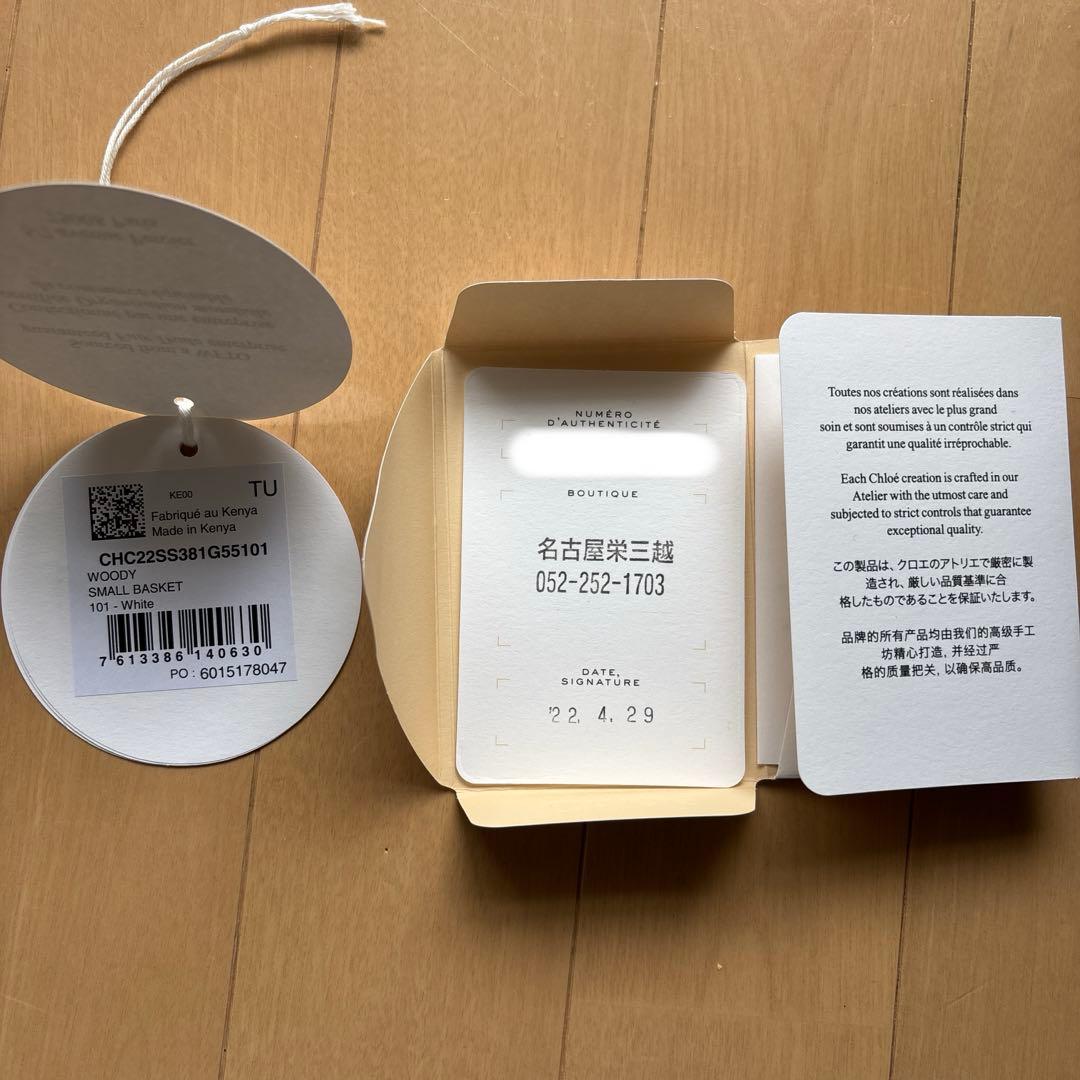 Sourced from a WFTO
guaranteed Fair Trade enterprise
KE00
TU
Fabriqué au Kenya
Made in Kenya
CHC22SS381G55101
WOODY
SMALL BASKET
101 - White
7 613386 140630
PO : 6015178047
NUMÉRO
D'AUTHENTICITÉ
BOUTIQUE
名古屋栄三越
052-252-1703
DATE,
SIGNATURE
'22. 4. 29
Toutes nos créations sont réalisées dans
nos ateliers avec le plus grand
soin et sont soumises à un contrôle strict qui
garantit une qualité irréprochable.
Each Chloé creation is crafted in our
Atelier with the utmost care and
subjected to strict controls that guarantee
exceptional quality.
この製品は、クロエのアトリエで厳密に製
造され、厳しい品質基準に合
格したものであることを保証いたします。
品牌的所有产品均由我们的高级手工
坊精心打造, 并经过严
格的质量把关, 以确保高品质。